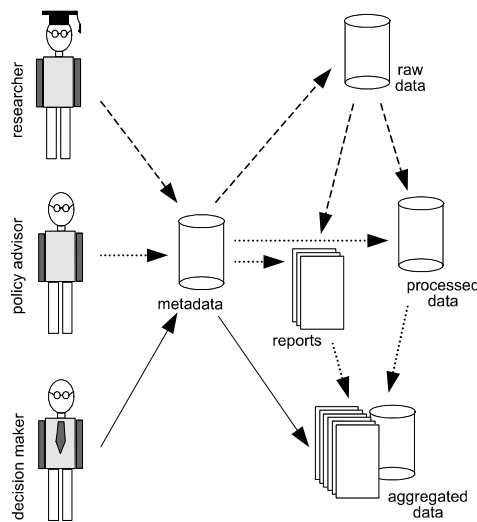 researcher
raw
data
policy advisor
metadata
processed
data
reports
decision maker
aggregated
data